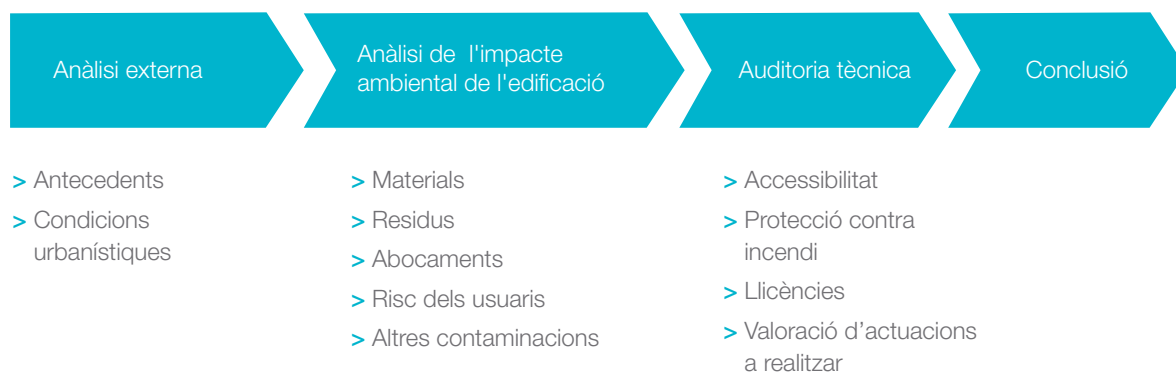 Anàlisi externa
Anàlisi de l'impacte
ambiental de l'edificació
Auditoria tècnica
Conclusió
> Antecedents
> Condicions
urbanístiques
> Materials
> Residus
> Abocaments
> Risc dels usuaris
> Altres contaminacions
> Accessibilitat
> Protecció contra
incendi
> Llicències
> Valoració d’actuacions
a realitzar